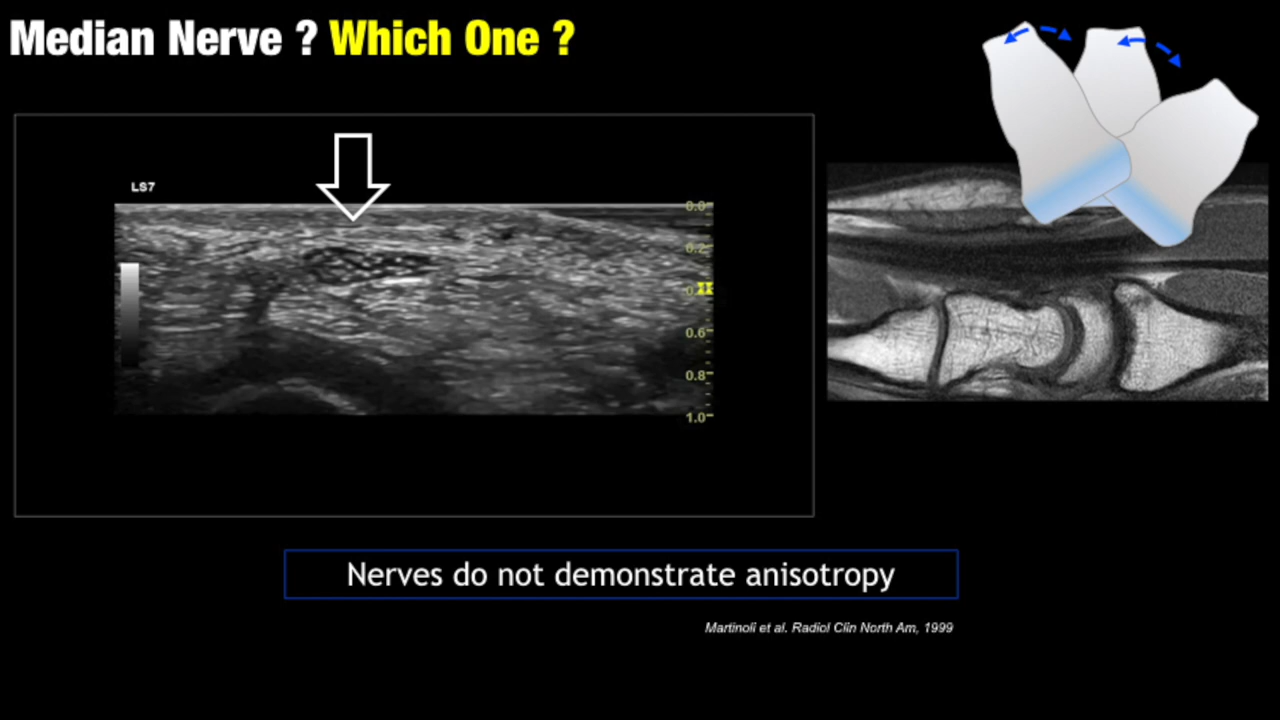 Median Nerve ? Which One ?
LS7
0.0
0.2
0.6
0.8
1.0
Nerves do not demonstrate anisotropy
Martinoli et al. Radiol Clin North Am, 1999